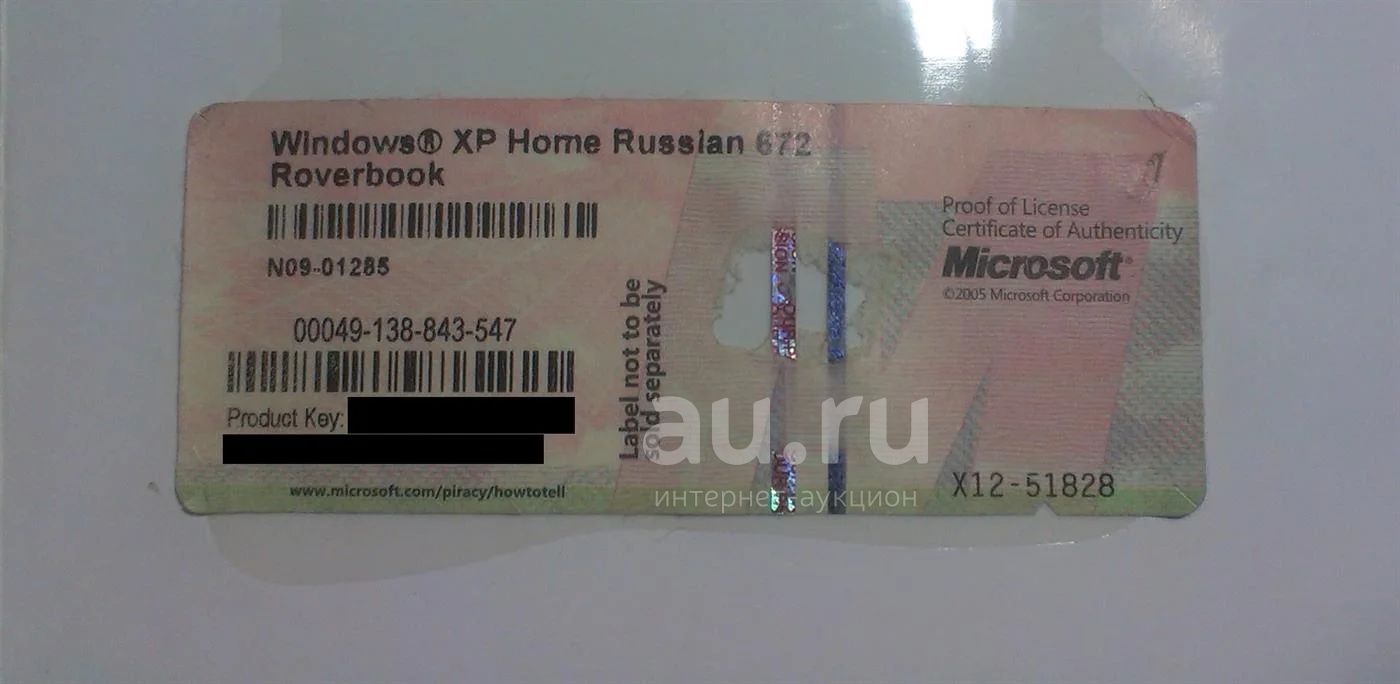 Windows® XP Home Russian 672
Roverbook
N09-01285
00049-138-843-547
Product Key:
www.microsoft.com/piracy/howtotell
Label not to be
sold separately
Proof of License
Certificate of Authenticity
Microsoft®
©2005 Microsoft Corporation
X12-51828
au.ru
интернет аукцион